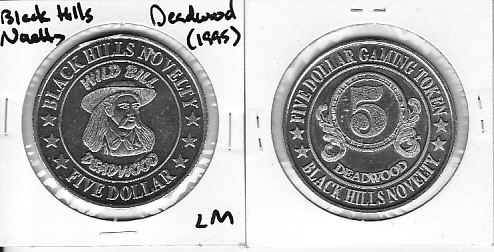 Black Hills
Novelty
Deadwood
(1995)
BLACK HILLS NOVELTY
WILD BILL
DEADWOOD
FIVE DOLLAR
LM
FIVE DOLLAR GAMING TOKEN
5
DEADWOOD
BLACK HILLS NOVELTY